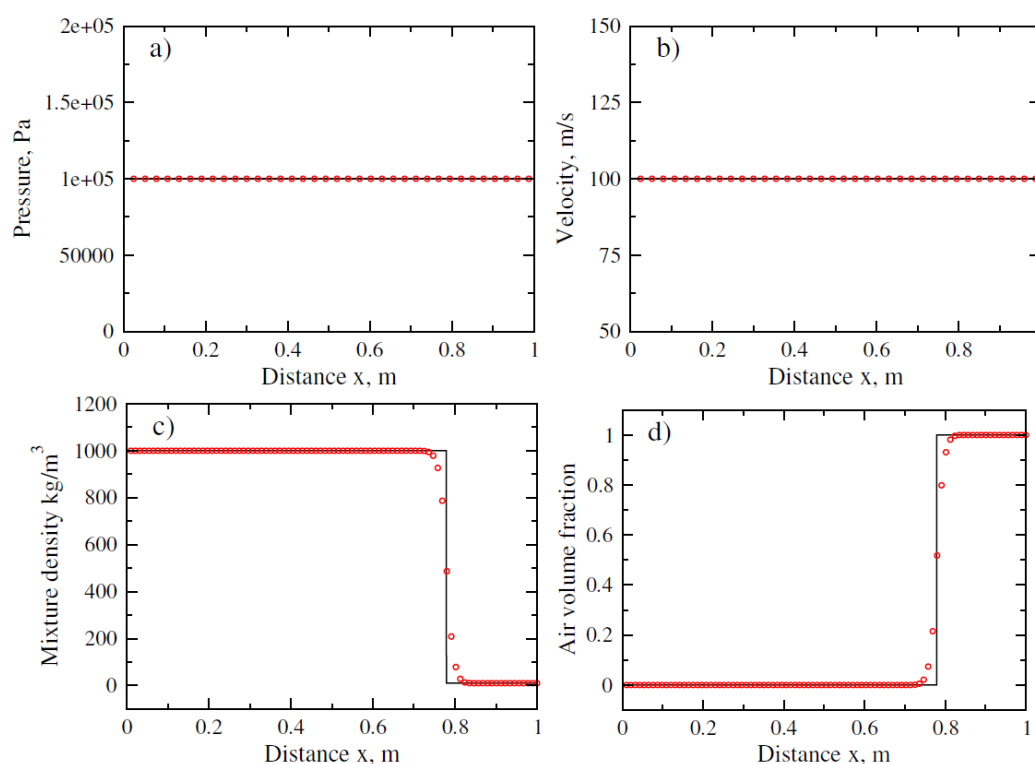 a)
2e+05
1.5e+05
1e+05
50000
0
Pressure, Pa
0 0.2 0.4 0.6 0.8 1
Distance x, m
b)
150
125
100
75
50
Velocity, m/s
0 0.2 0.4 0.6 0.8
Distance x, m
c)
1200
1000
800
600
400
200
0
Mixture density kg/m³
0 0.2 0.4 0.6 0.8 1
Distance x, m
d)
1
0.8
0.6
0.4
0.2
0
Air volume fraction
0 0.2 0.4 0.6 0.8 1
Distance x, m